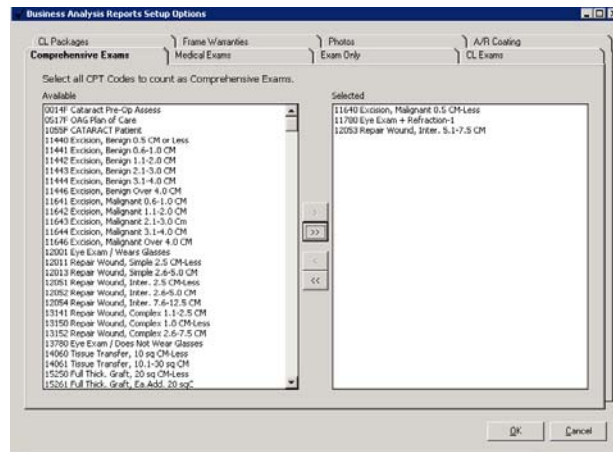 Business Analysis Reports Setup Options
CL Packages
Frame Warranties
Photos
A/R Coating
Comprehensive Exams
Medical Exams
Exam Only
CL Exams
Select all CPT Codes to count as Comprehensive Exams.
Available
0014F Cataract Pre-Op Assess
0517F OAG Plan of Care
1055F CATARACT Patient
11440 Excision, Benign 0.5 CM or Less
11441 Excision, Benign 0.6-1.0 CM
11442 Excision, Benign 1.1-2.0 CM
11443 Excision, Benign 2.1-3.0 CM
11444 Excision, Benign 3.1-4.0 CM
11446 Excision, Benign Over 4.0 CM
11641 Excision, Malignant 0.6-1.0 CM
11642 Excision, Malignant 1.1-2.0 CM
11643 Excision, Malignant 2.1-3.0 Cm
11644 Excision, Malignant 3.1-4.0 CM
11646 Excision, Malignant Over 4.0 CM
12001 Eye Exam / Wears Glasses
12011 Repair Wound, Simple 2.5 CM-Less
12013 Repair Wound, Simple 2.6-5.0 CM
12051 Repair Wound, Inter. 2.5 CM-Less
12052 Repair Wound, Inter. 2.6-5.0 CM
12054 Repair Wound, Inter. 7.6-12.5 CM
13141 Repair Wound, Complex 1.1-2.5 CM
13150 Repair Wound, Complex 1.0 CM-Less
13152 Repair Wound, Complex 2.6-7.5 CM
13780 Eye Exam / Does Not Wear Glasses
14060 Tissue Transfer, 10 sq CM-Less
14061 Tissue Transfer, 10.1-30 sq CM
15250 Full Thick. Graft, 20 sq CM-Less
15261 Full Thick. Graft, Ea.Add. 20 sqC
>
>>
<
<<
Selected
11640 Excision, Malignant 0.5 CM-Less
11780 Eye Exam + Refraction-1
12053 Repair Wound, Inter. 5.1-7.5 CM
OK
Cancel